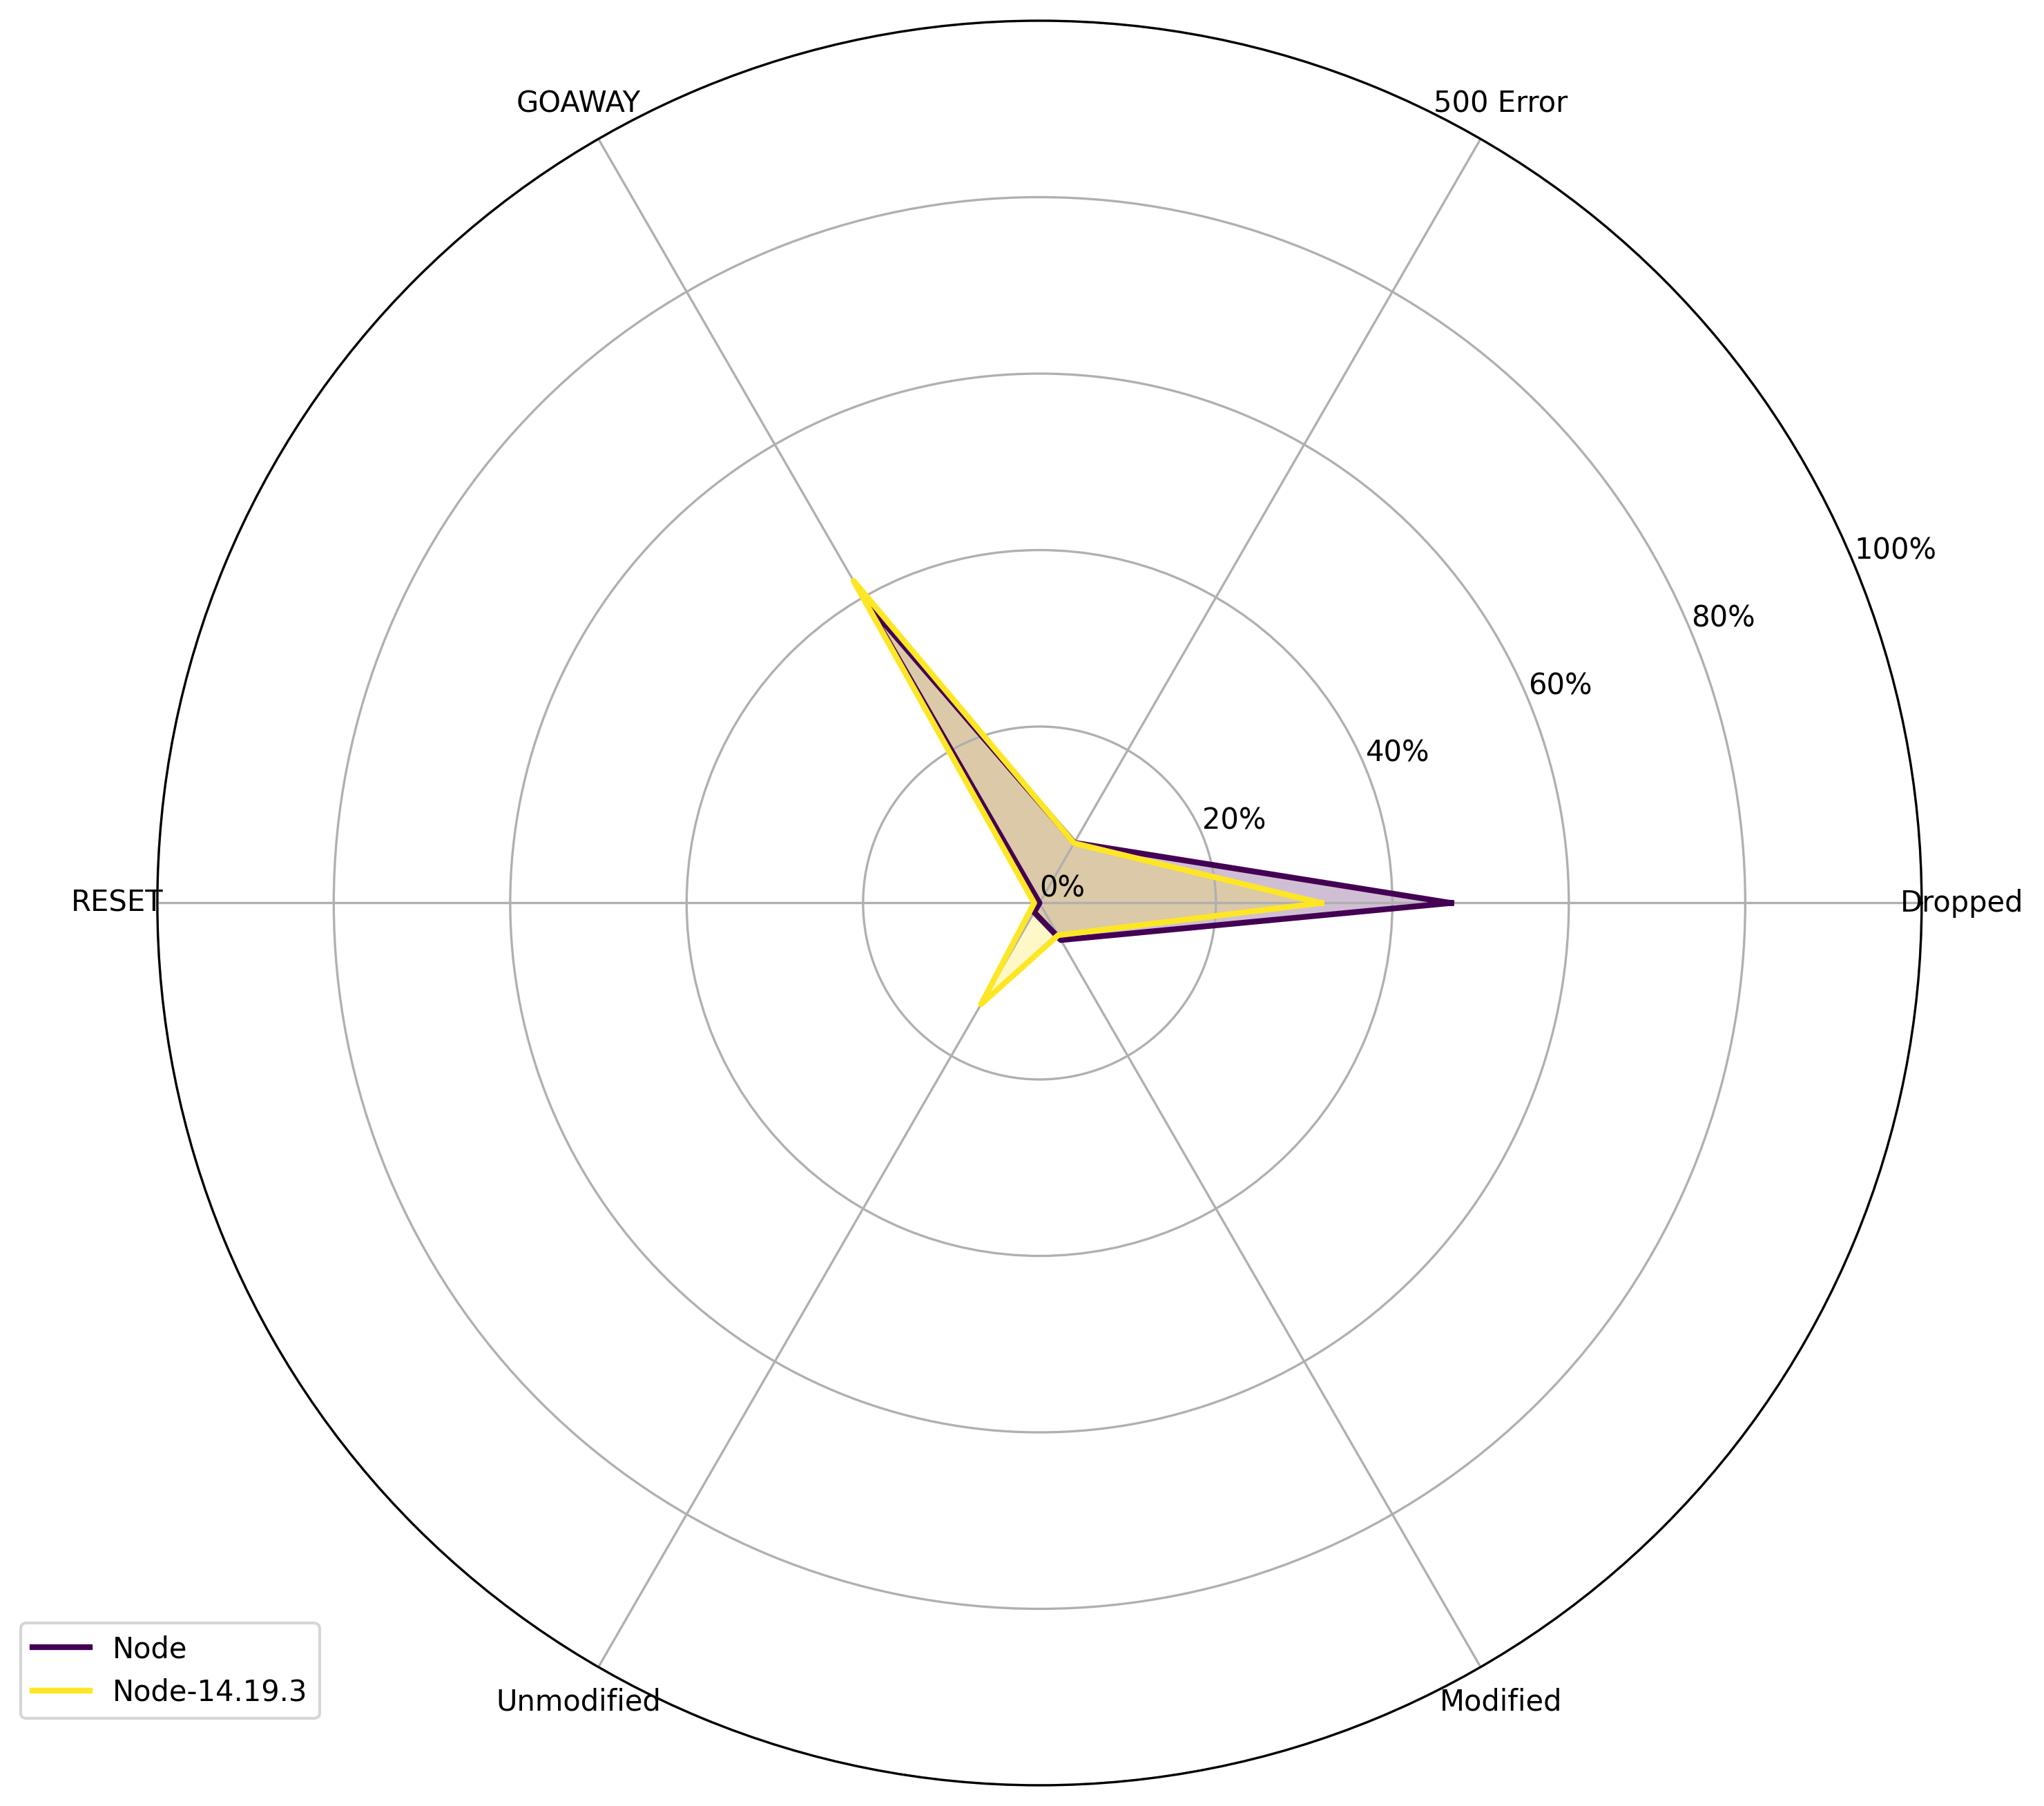 GOAWAY
500 Error
100%
80%
60%
40%
20%
0%
RESET
Dropped
Unmodified
Modified
Node
Node-14.19.3